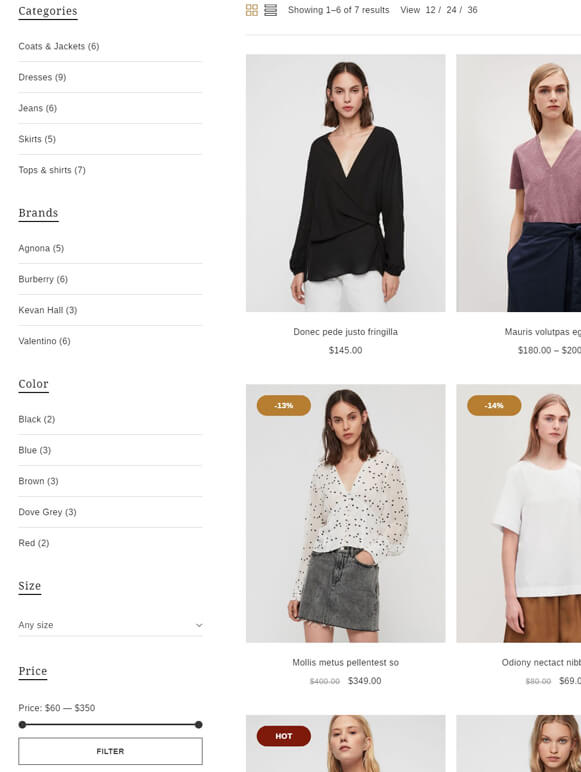 Categories
Coats & Jackets (6)
Dresses (9)
Jeans (6)
Skirts (5)
Tops & shirts (7)
Brands
Agnona (5)
Burberry (6)
Kevan Hall (3)
Valentino (6)
Color
Black (2)
Blue (3)
Brown (3)
Dove Grey (3)
Red (2)
Size
Any size
Price
Price: $60 — $350
FILTER
Showing 1–6 of 7 results View 12 / 24 / 36
Donec pede justo fringilla
$145.00
Mauris volutpas eg
$180.00 – $200
-13%
Mollis metus pellentest so
$400.00 $349.00
-14%
Odiony nectact nibb
$80.00 $69.0
HOT